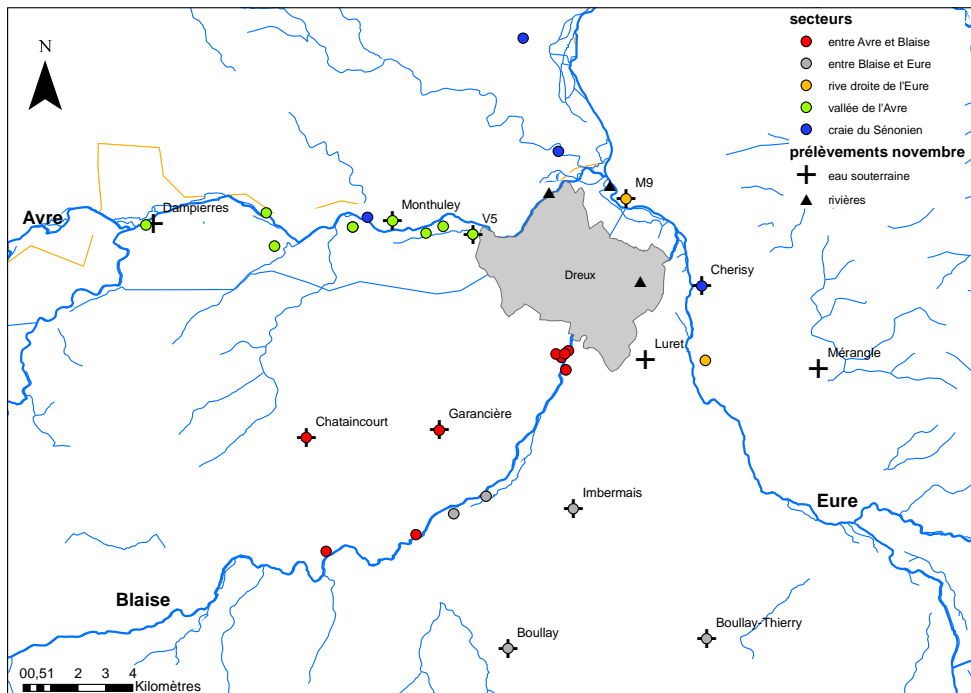 secteurs
entre Avre et Blaise
entre Blaise et Eure
rive droite de l'Eure
vallée de l'Avre
craie du Sénonien
prélèvements novembre
eau souterraine
rivières
N
M9
Avre
Dampierres
Monthuley
V5
Dreux
Cherisy
Luret
Mérangle
Chataincourt
Garancière
Imbermais
Eure
Blaise
Boullay
Boullay-Thierry
00,51 2 3 4
Kilomètres